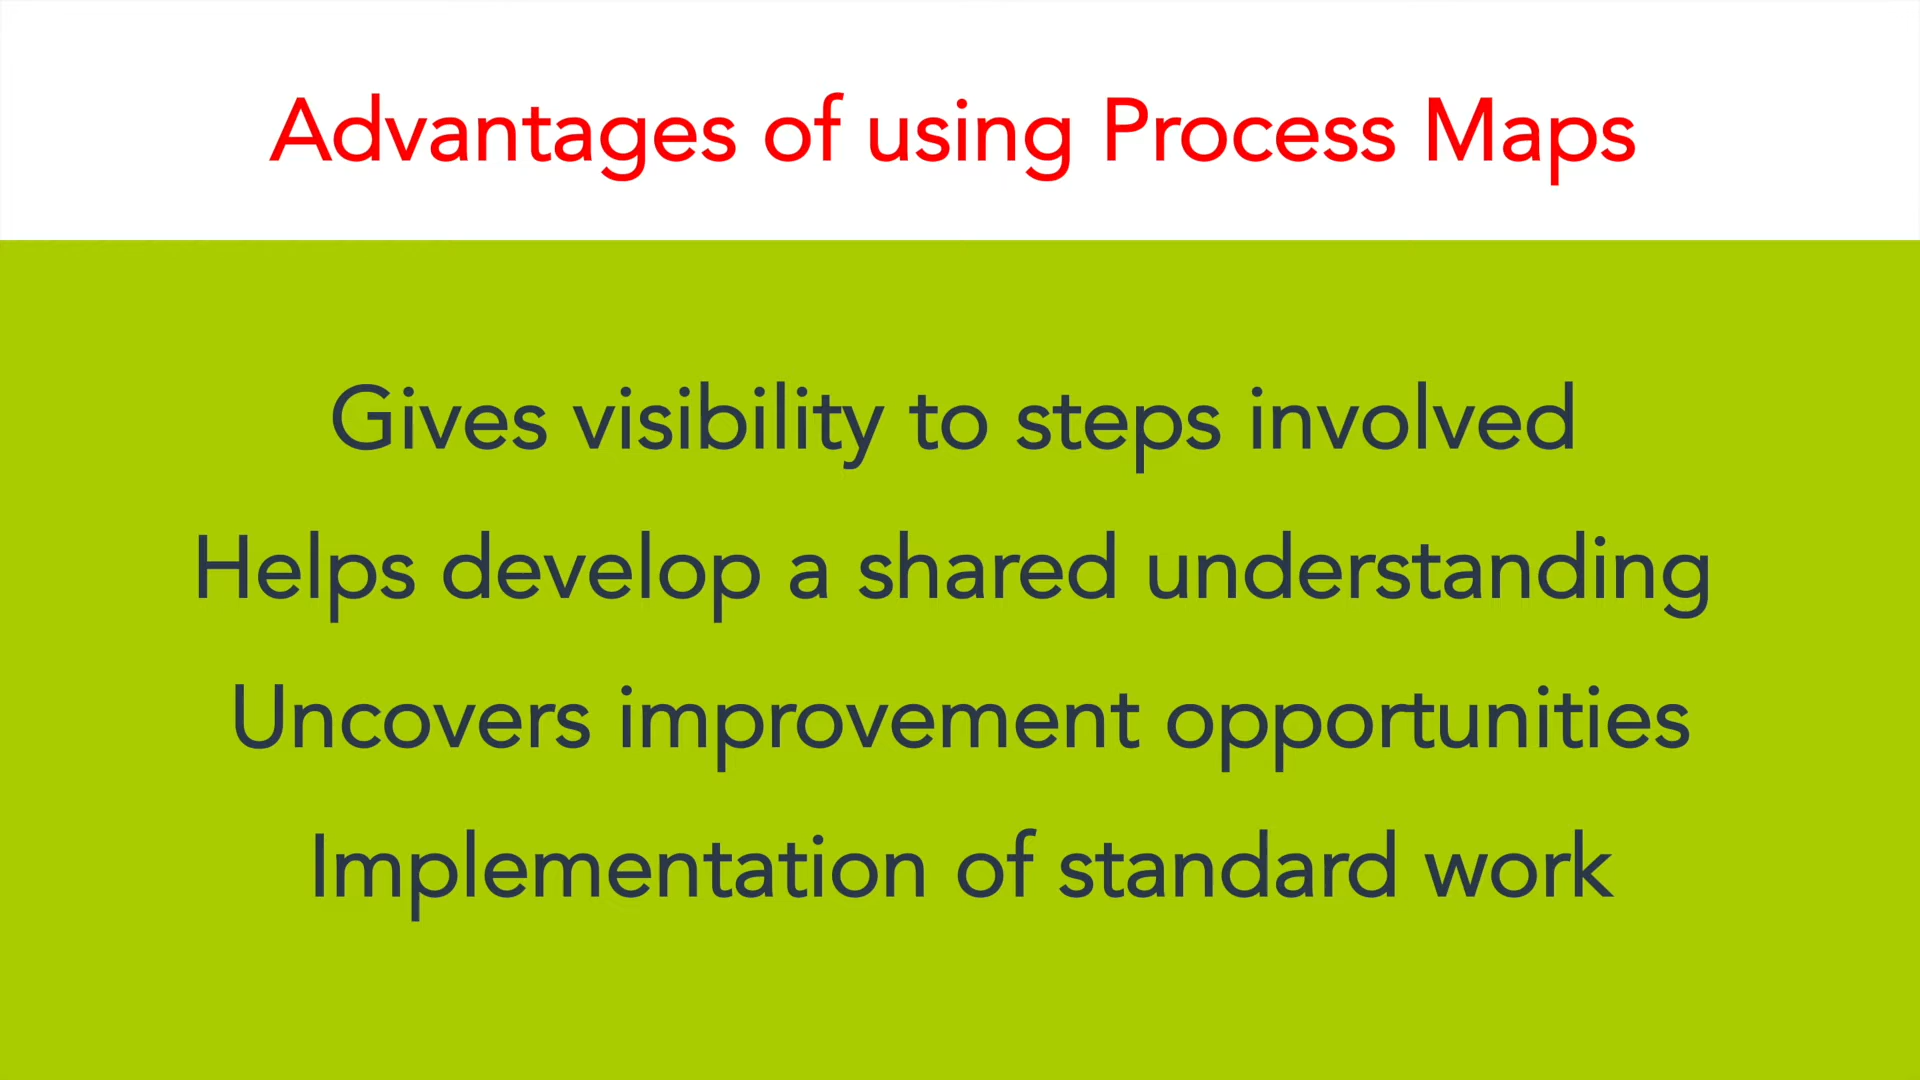 Advantages of using Process Maps
Gives visibility to steps involved
Helps develop a shared understanding
Uncovers improvement opportunities
Implementation of standard work